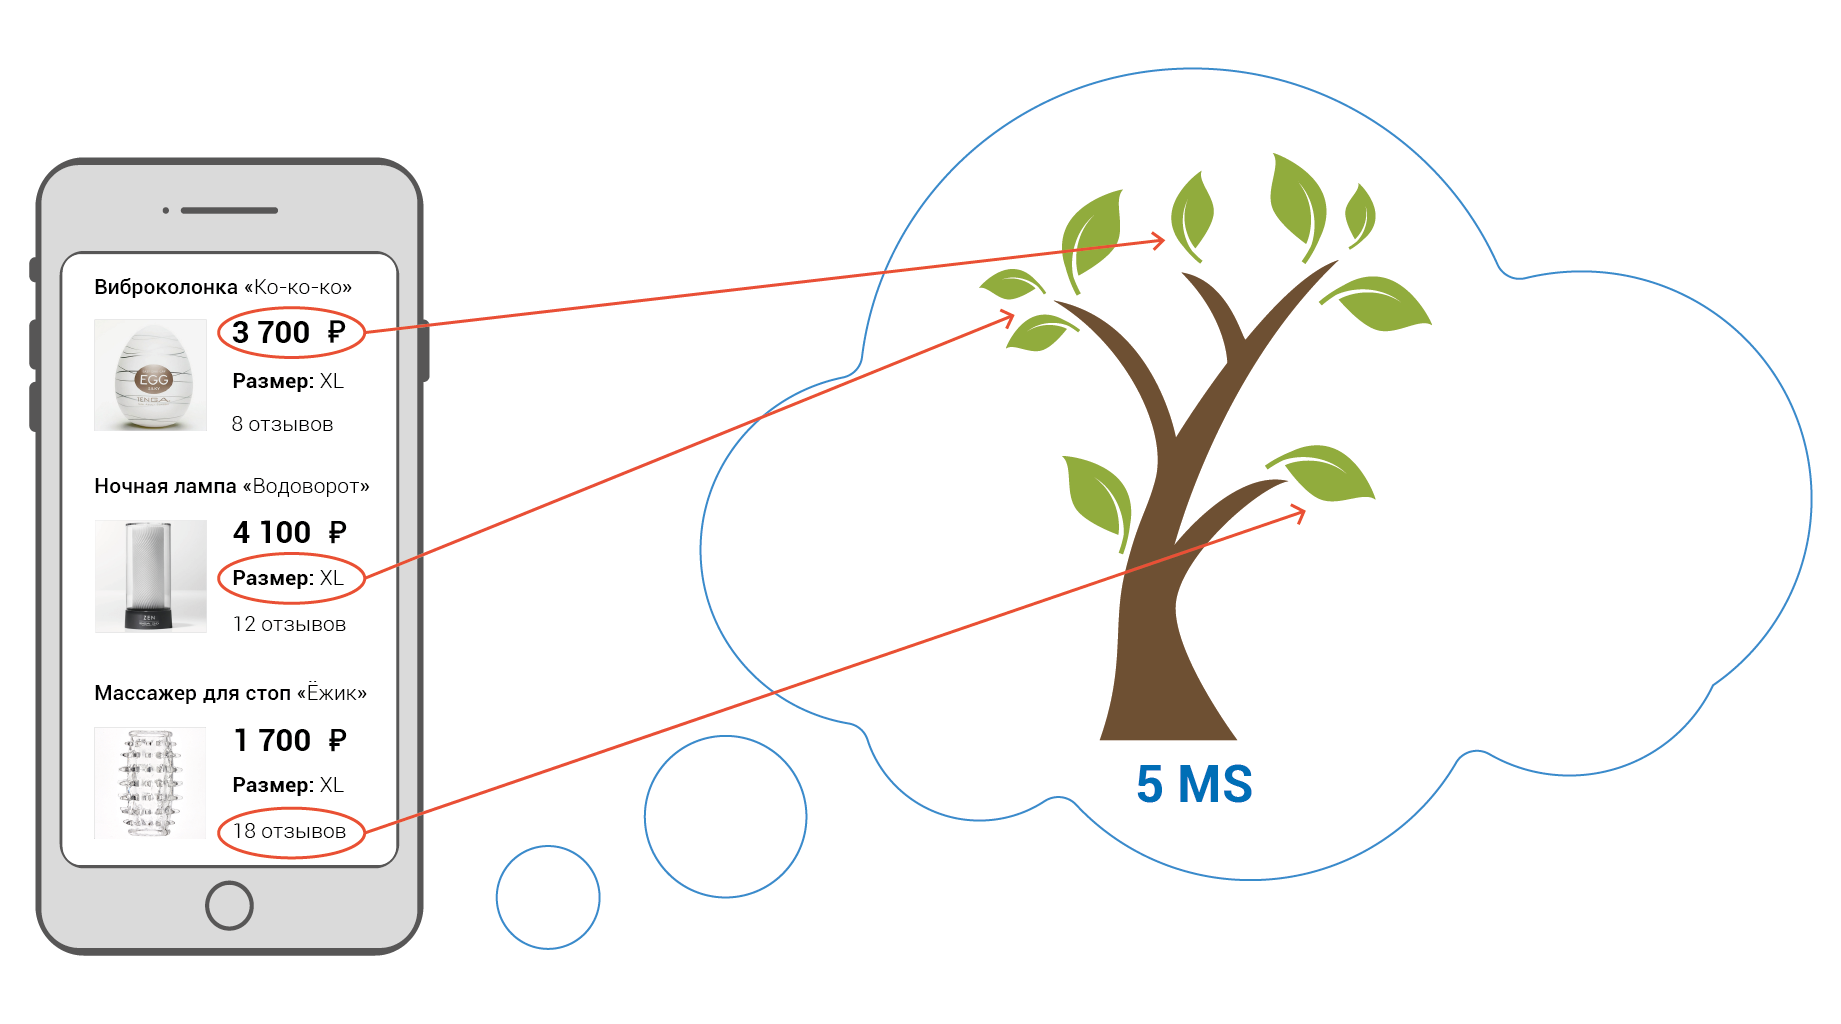 Виброколонка «Ко-ко-ко»
3 700 ₽
EGG
TENGA
Размер: XL
8 отзывов
Ночная лампа «Водоворот»
4 100 ₽
Размер: XL
ZEN
12 отзывов
Массажер для стоп «Ёжик»
1 700 ₽
Размер: XL
18 отзывов
5 MS